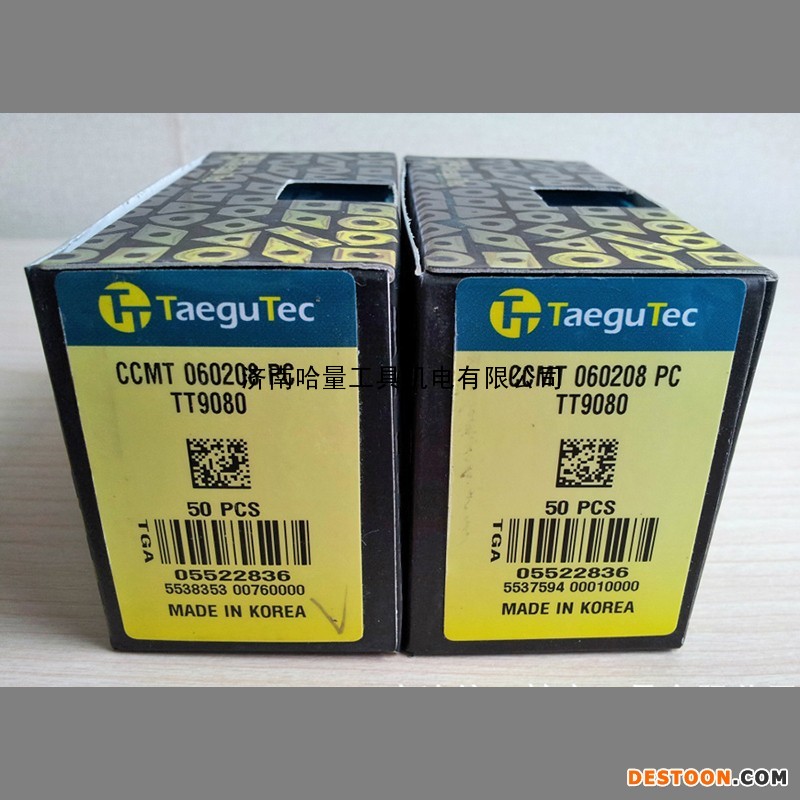 TaeguTec
CCMT 060208 PC
TT9080
50 PCS
TGA
05522836
5538353 00760000
MADE IN KOREA
TaeguTec
CCMT 060208 PC
TT9080
50 PCS
TGA
05522836
5537594 00010000
MADE IN KOREA
济南哈量工具机电有限公司
DESTOON.COM